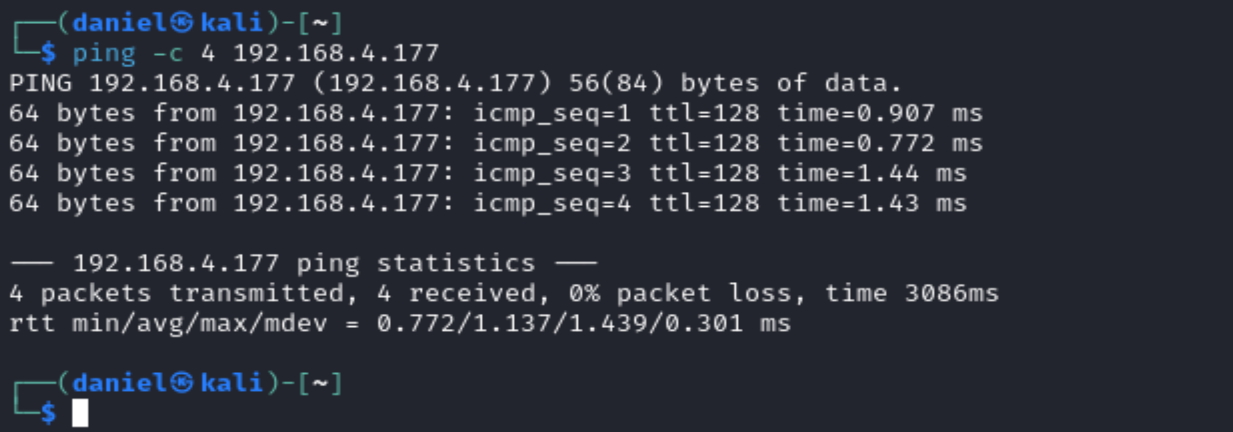 ┌──(daniel㉿kali)-[~]
└─$ ping -c 4 192.168.4.177
PING 192.168.4.177 (192.168.4.177) 56(84) bytes of data.
64 bytes from 192.168.4.177: icmp_seq=1 ttl=128 time=0.907 ms
64 bytes from 192.168.4.177: icmp_seq=2 ttl=128 time=0.772 ms
64 bytes from 192.168.4.177: icmp_seq=3 ttl=128 time=1.44 ms
64 bytes from 192.168.4.177: icmp_seq=4 ttl=128 time=1.43 ms
--- 192.168.4.177 ping statistics ---
4 packets transmitted, 4 received, 0% packet loss, time 3086ms
rtt min/avg/max/mdev = 0.772/1.137/1.439/0.301 ms
┌──(daniel㉿kali)-[~]
└─$